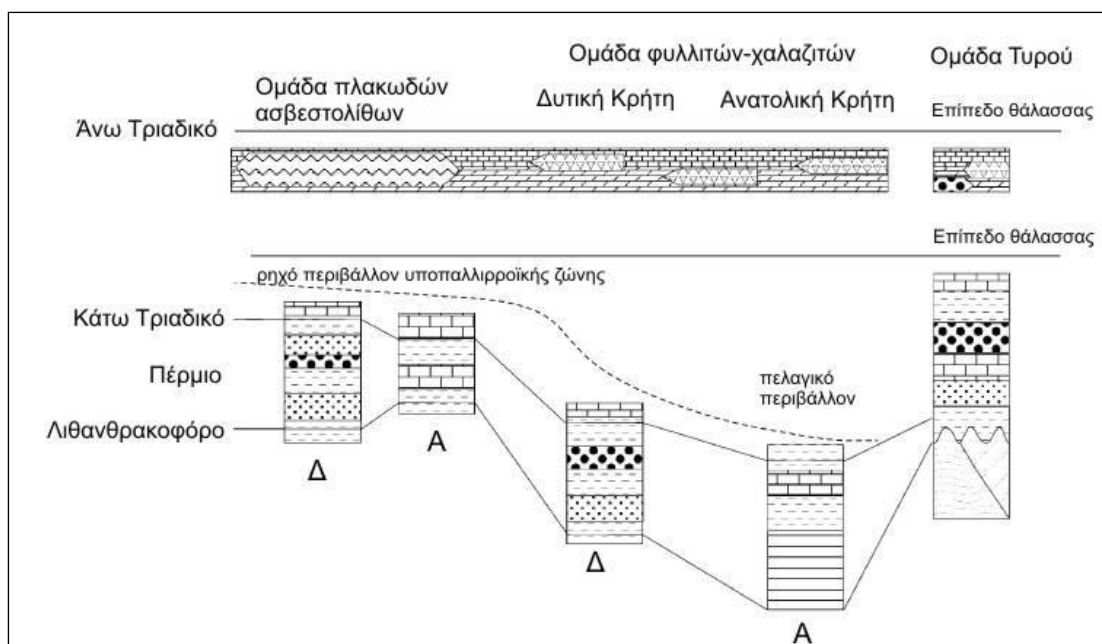 Ομάδα φυλλιτών-χαλαζιτών
Ομάδα Τυρού
Ομάδα πλακωδών
ασβεστολίθων
Δυτική Κρήτη
Ανατολική Κρήτη
Επίπεδο θάλασσας
Άνω Τριαδικό
Επίπεδο θάλασσας
ρηχό περιβάλλον υποπαλλιρροϊκής ζώνης
Κάτω Τριαδικό
Πέρμιο
πελαγικό
περιβάλλον
Λιθανθρακοφόρο
Δ
Α
Δ
Α